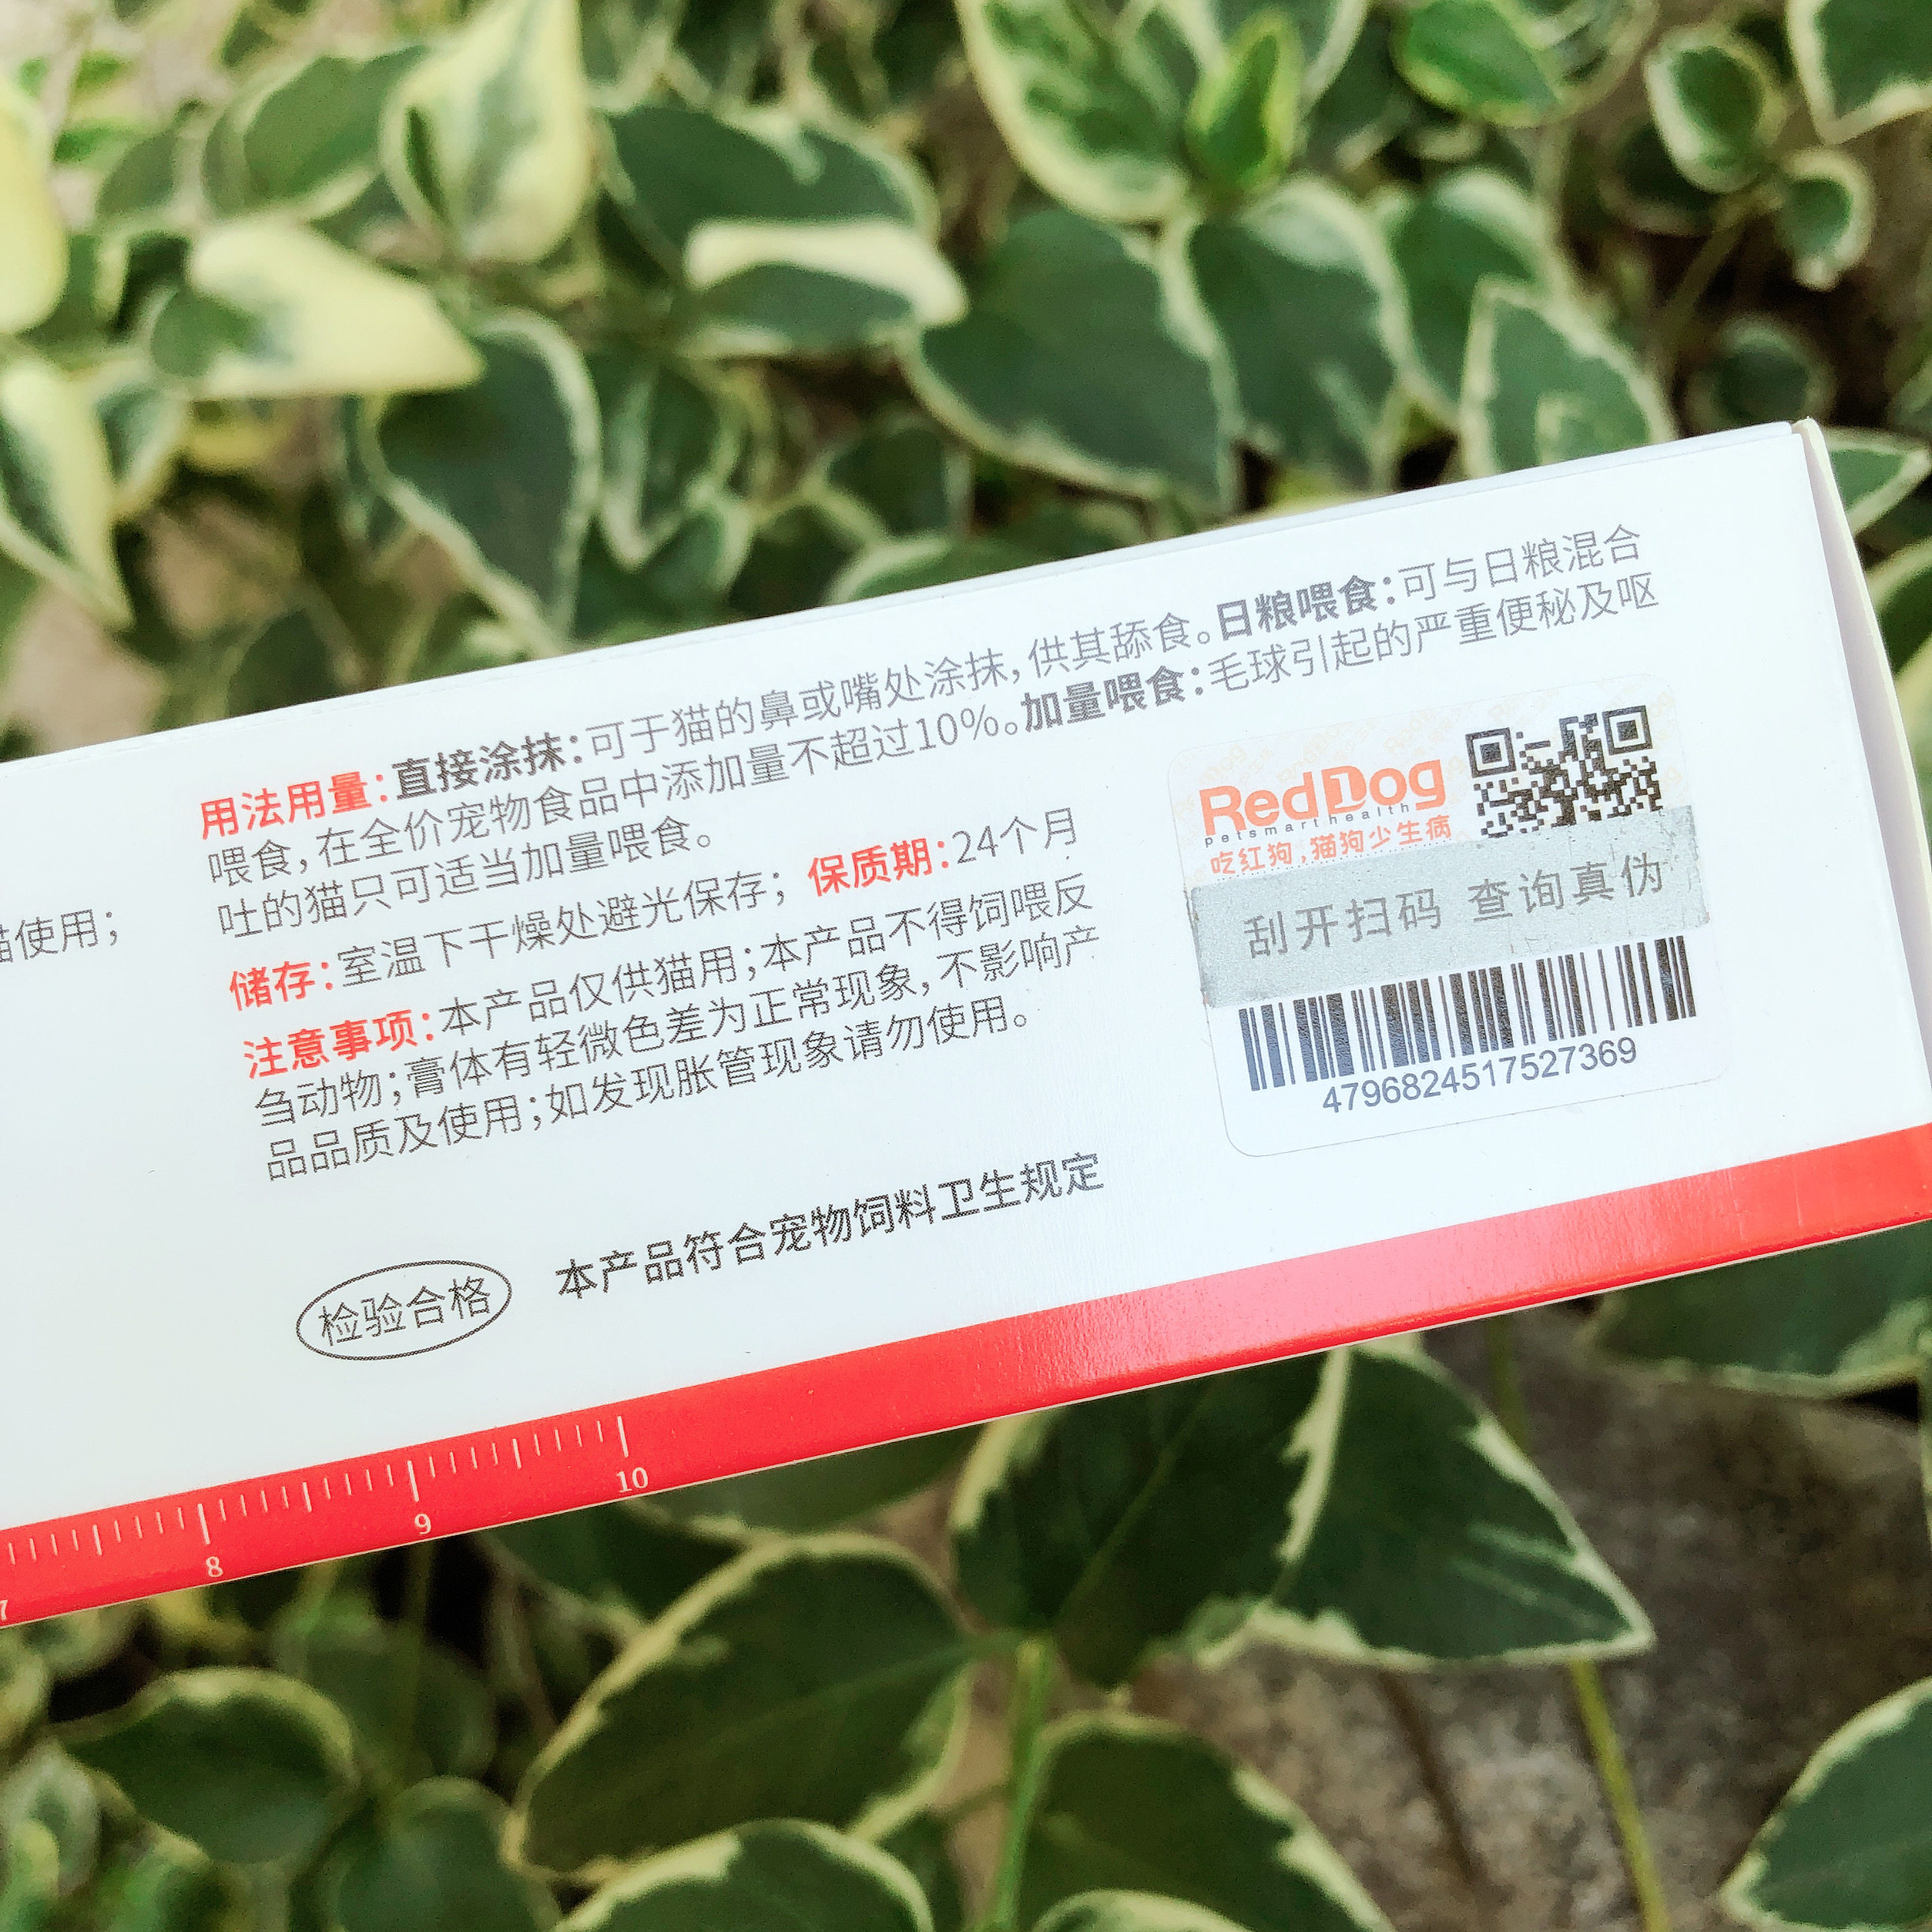 用法用量：直接涂抹：可于猫的鼻或嘴处涂抹，供其舔食。日粮喂食：可与日粮混合
喂食，在全价宠物食品中添加量不超过10%。加量喂食：毛球引起的严重便秘及呕
吐的猫只可适当加量喂食。
猫使用；
储存：室温下干燥处避光保存；保质期：24个月
注意事项：本产品仅供猫用；本产品不得饲喂反
刍动物；膏体有轻微色差为正常现象，不影响产
品品质及使用；如发现胀管现象请勿使用。
检验合格 本产品符合宠物饲料卫生规定
RedDog
petsmarthealth
吃红狗，猫狗少生病
刮开扫码 查询真伪
4796824517527369
7 8 9 10